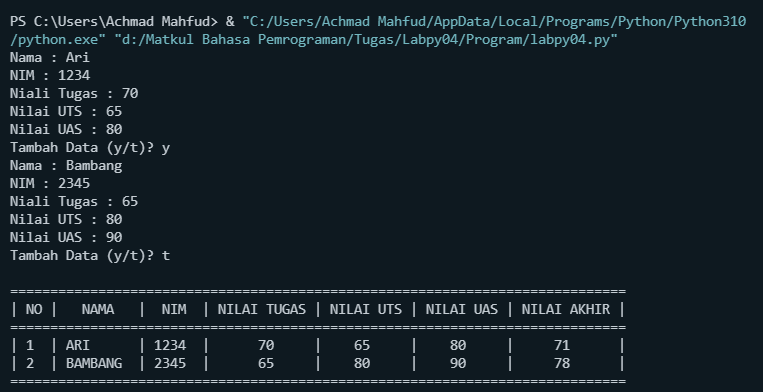 PS C:\Users\Achmad Mahfud> & "C:/Users/Achmad Mahfud/AppData/Local/Programs/Python/Python310
/python.exe" "d:/Matkul Bahasa Pemrograman/Tugas/Labpy04/Program/labpy04.py"
Nama : Ari
NIM : 1234
Niali Tugas : 70
Nilai UTS : 65
Nilai UAS : 80
Tambah Data (y/t)? y
Nama : Bambang
NIM : 2345
Niali Tugas : 65
Nilai UTS : 80
Nilai UAS : 90
Tambah Data (y/t)? t
=============================================================================
| NO |   NAMA    |  NIM  | NILAI TUGAS | NILAI UTS | NILAI UAS | NILAI AKHIR |
=============================================================================
| 1  | ARI       | 1234  |      70     |    65     |    80     |     71      |
| 2  | BAMBANG   | 2345  |      65     |    80     |    90     |     78      |
=============================================================================